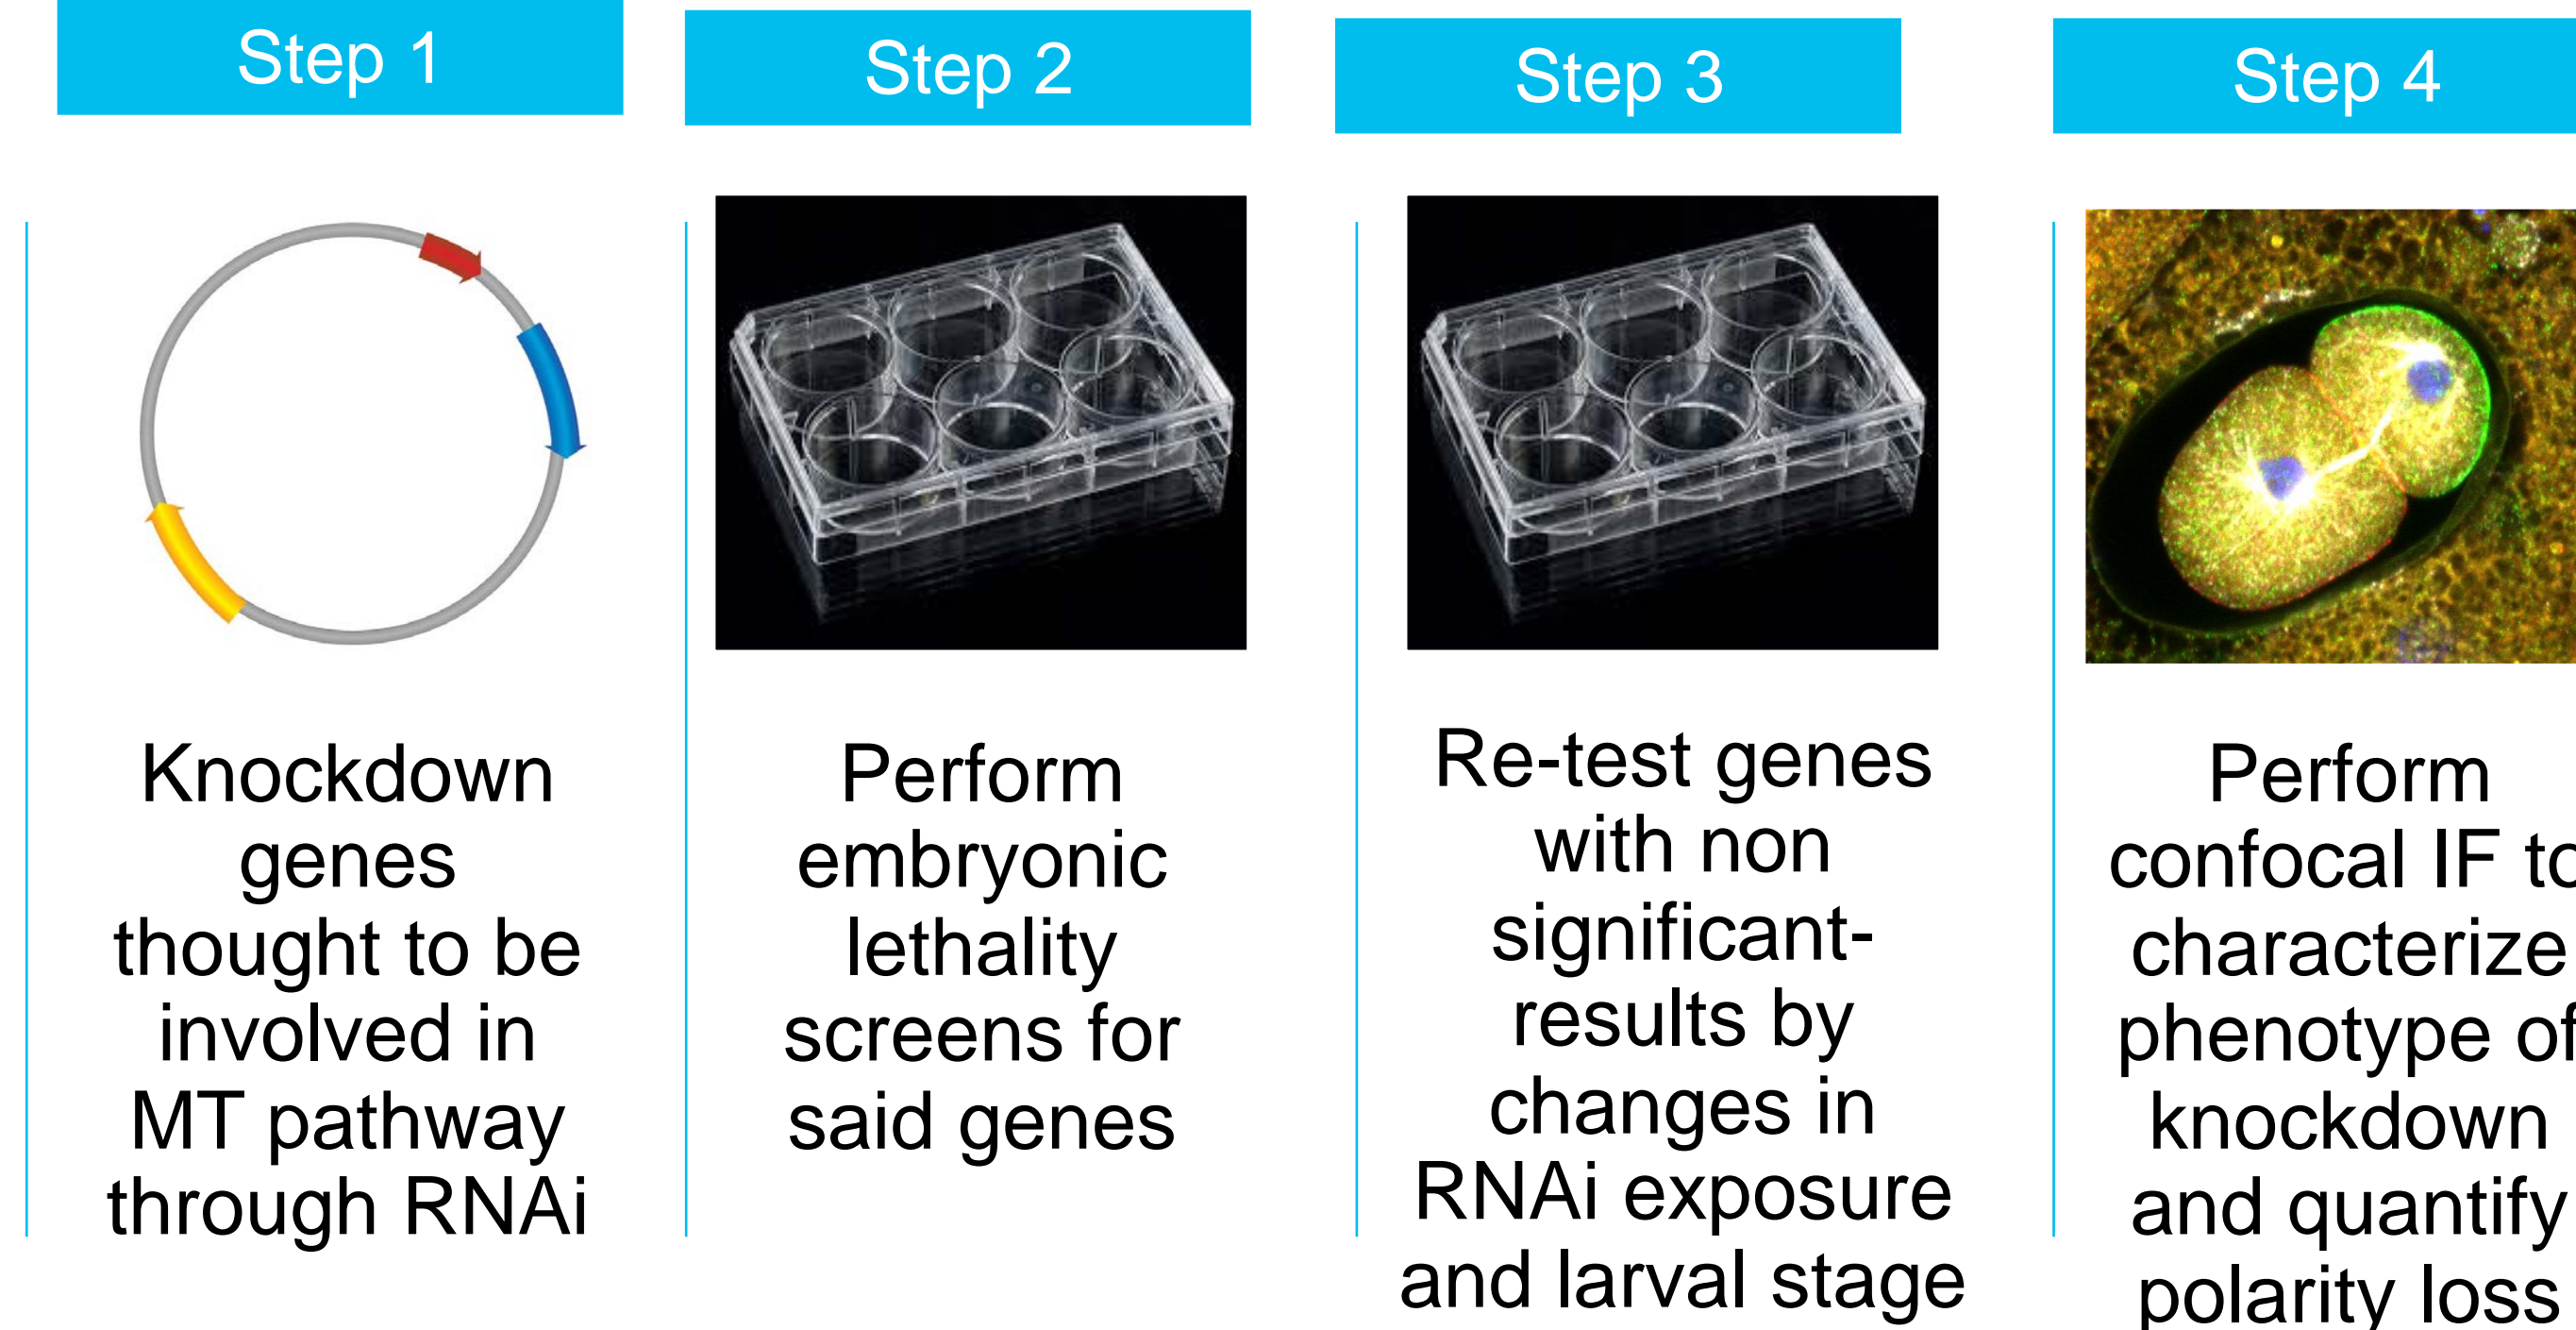 Step 1
Step 2
Step 3
Step 4
Knockdown
genes
thought to be
involved in
MT pathway
through RNAi
Perform
embryonic
lethality
screens for
said genes
Re-test genes
with non
significant-
results by
changes in
RNAi exposure
and larval stage
Perform
confocal IF to
characterize
phenotype of
knockdown
and quantify
polarity loss